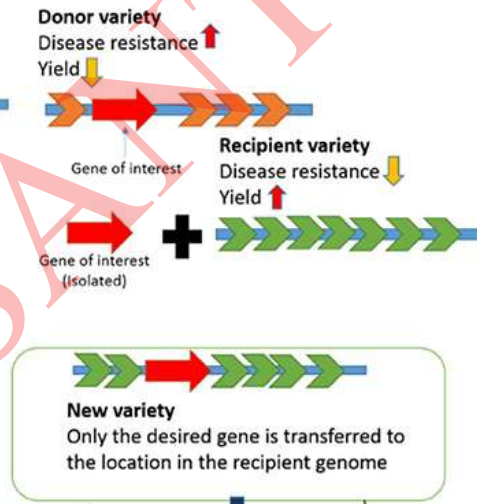 Donor variety
Disease resistance
Yield
Gene of interest
Recipient variety
Disease resistance
Yield
Gene of interest
(Isolated)
New variety
Only the desired gene is transferred to
the location in the recipient genome